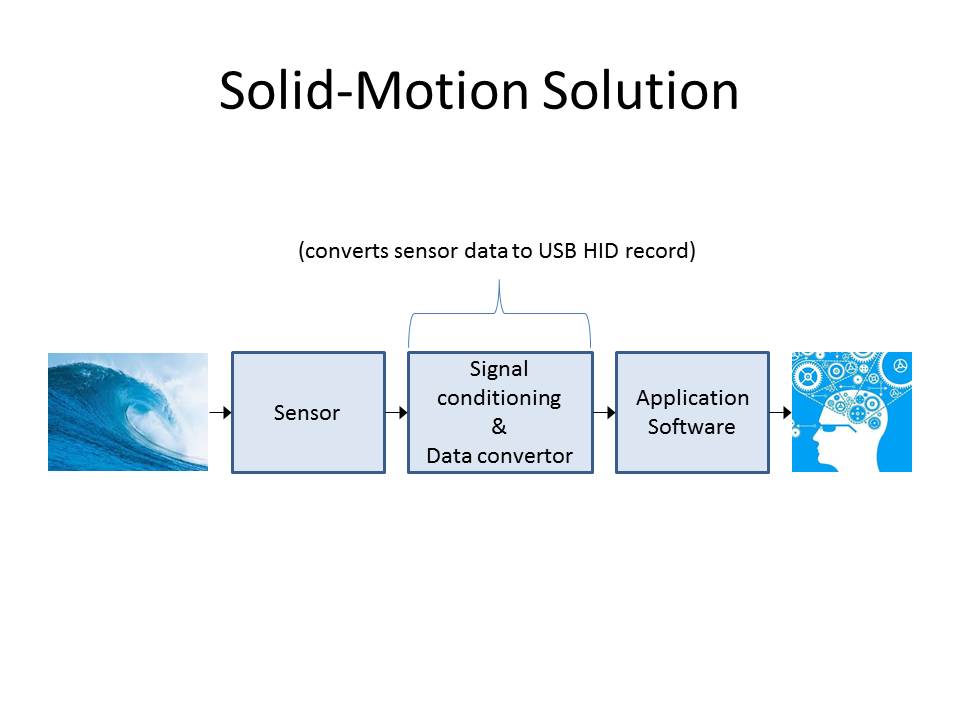 Solid-Motion Solution
(converts sensor data to USB HID record)
Sensor
Signal
conditioning
&
Data convertor
Application
Software